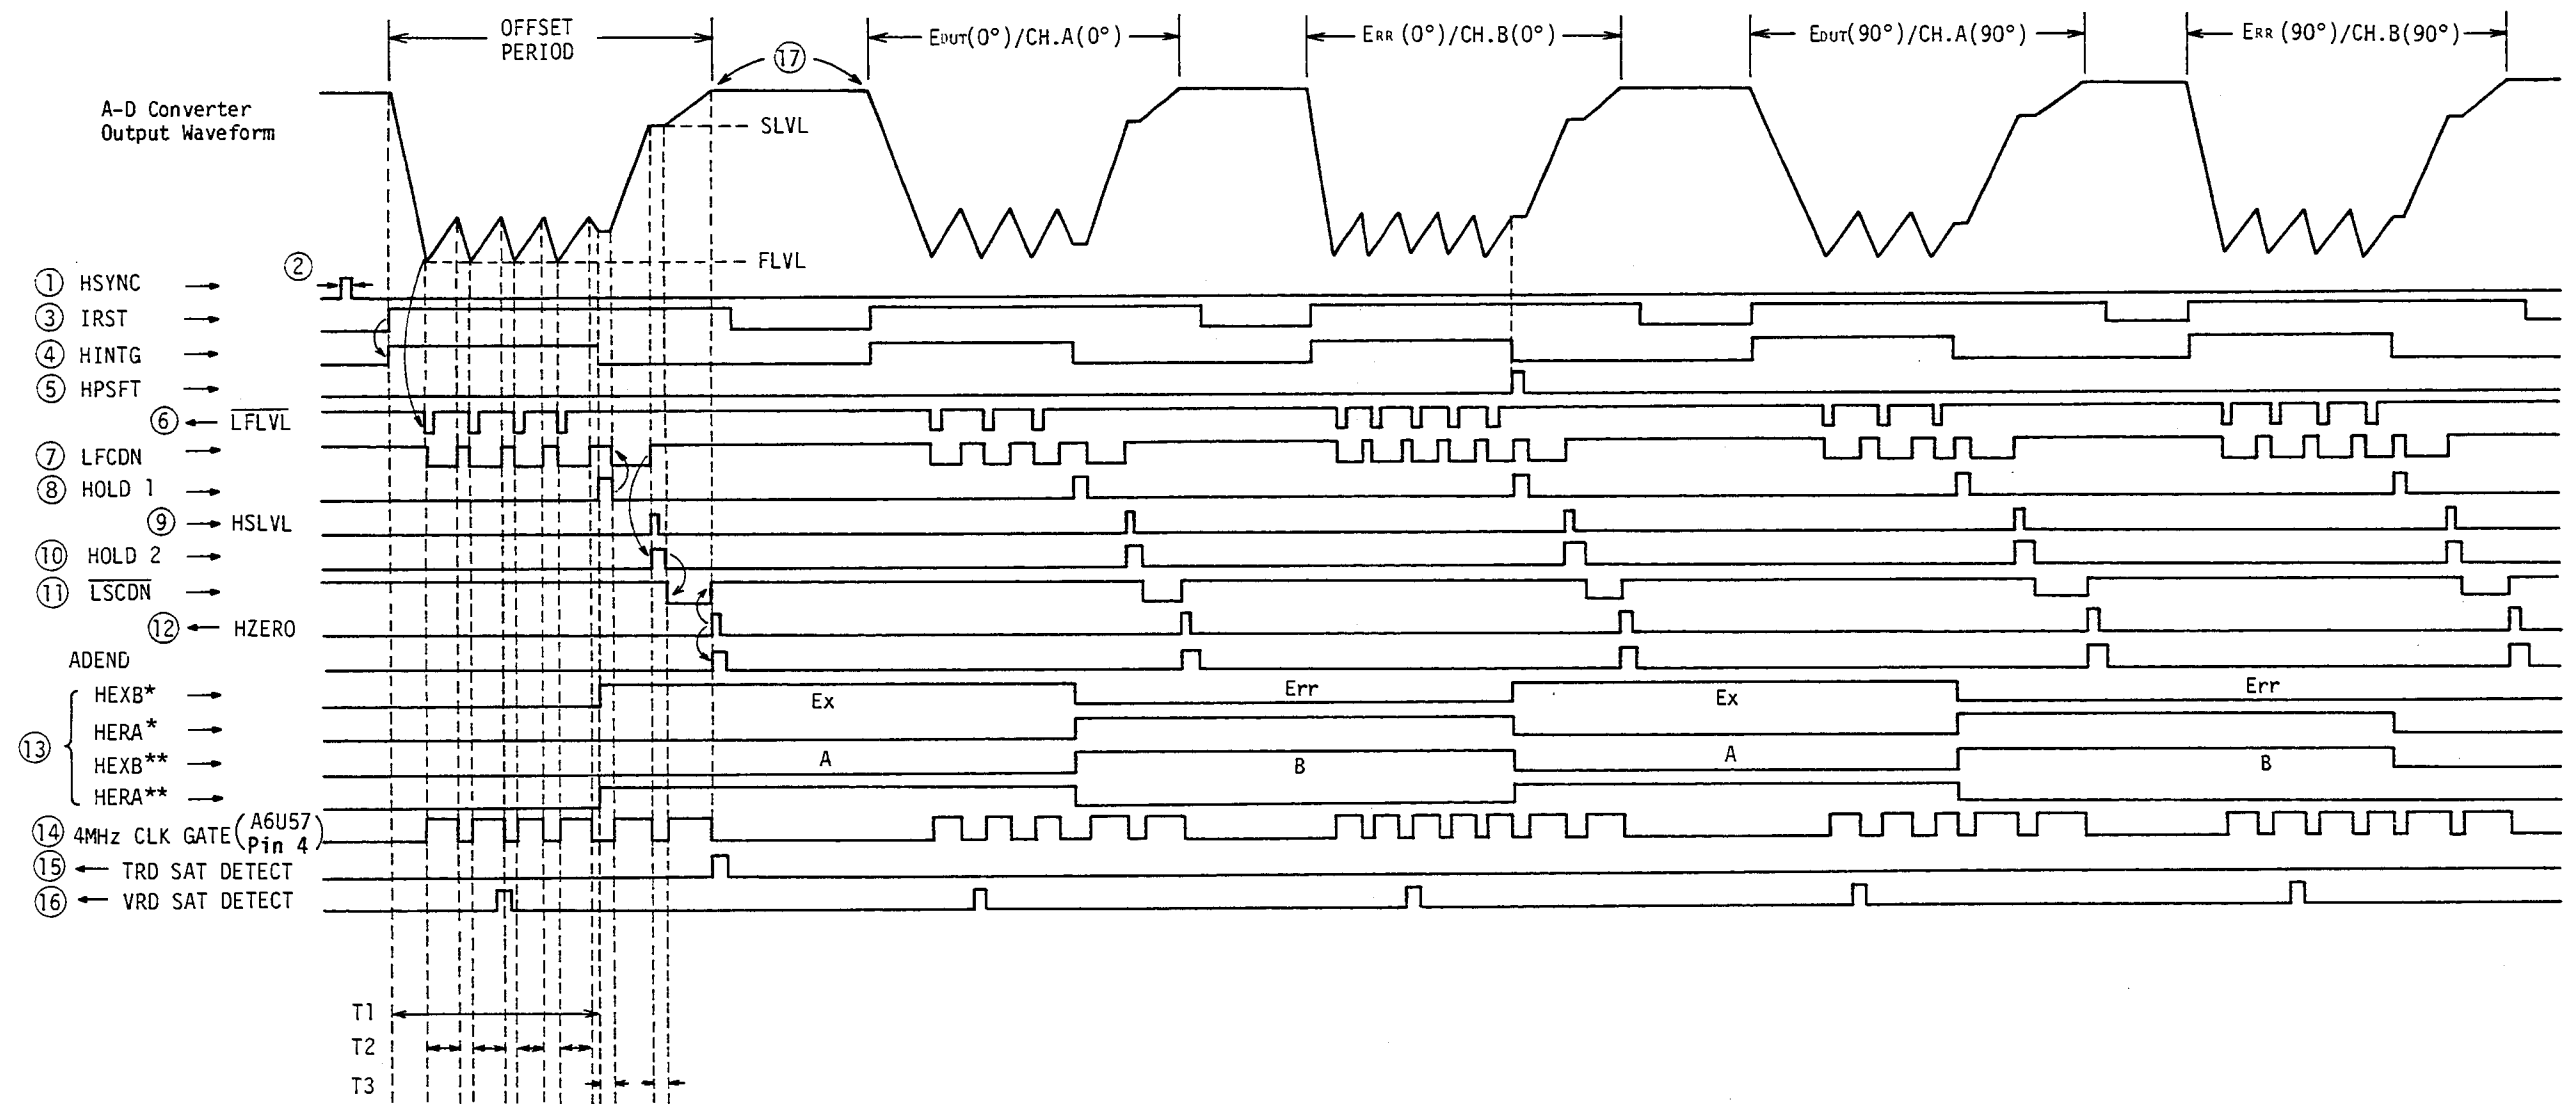 OFFSET
PERIOD
EDUT(0°)/CH.A(0°)
ERR(0°)/CH.B(0°)
EDUT(90°)/CH.A(90°)
ERR(90°)/CH.B(90°)
⑰
A-D Converter
Output Waveform
SLVL
FLVL
②
① HSYNC →
③ IRST →
④ HINTG →
⑤ HPSFT →
⑥ ← LFLVL
⑦ LFCDN →
⑧ HOLD 1 →
⑨ → HSLVL
⑩ HOLD 2 →
⑪ LSCDN →
⑫ ← HZERO
ADEND
HEXB* → Ex Err Ex Err
HERA* →
⑬
HEXB** → A B A B
HERA** →
⑭ 4MHz CLK GATE (A6U57
Pin 4)
⑮ ← TRD SAT DETECT
⑯ ← VRD SAT DETECT
T1
T2
T3